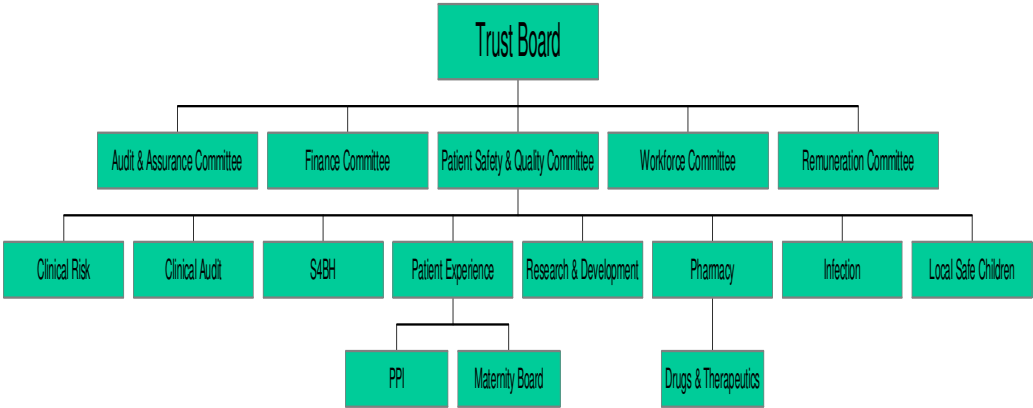 Trust Board
Audit & Assurance Committee
Finance Committee
Patient Safety & Quality Committee
Workforce Committee
Remuneration Committee
Clinical Risk
Clinical Audit
S4BH
Patient Experience
Research & Development
Pharmacy
Infection
Local Safe Children
PPI
Maternity Board
Drugs & Therapeutics